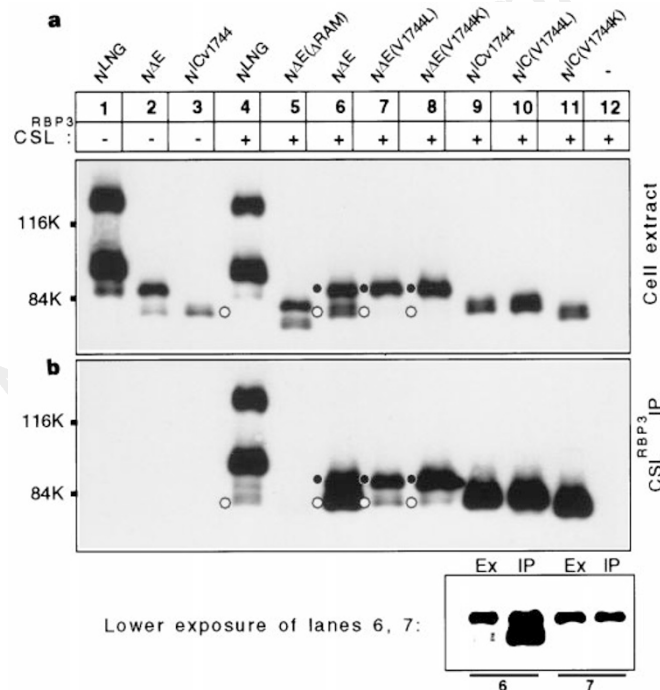 a
N^LNG N^ΔE N^ICv1744 N^LNG N^ΔE(ΔRAM) N^ΔE N^ΔE(V1744L) N^ΔE(V1744K) N^ICv1744 N^IC(V1744L) N^IC(V1744K) -
1 2 3 4 5 6 7 8 9 10 11 12
RBP3
CSL : - - - + + + + + + + + +
116K
84K
Cell extract
b
116K
84K
CSL^RBP3 IP
Ex IP Ex IP
Lower exposure of lanes 6, 7:
6 7